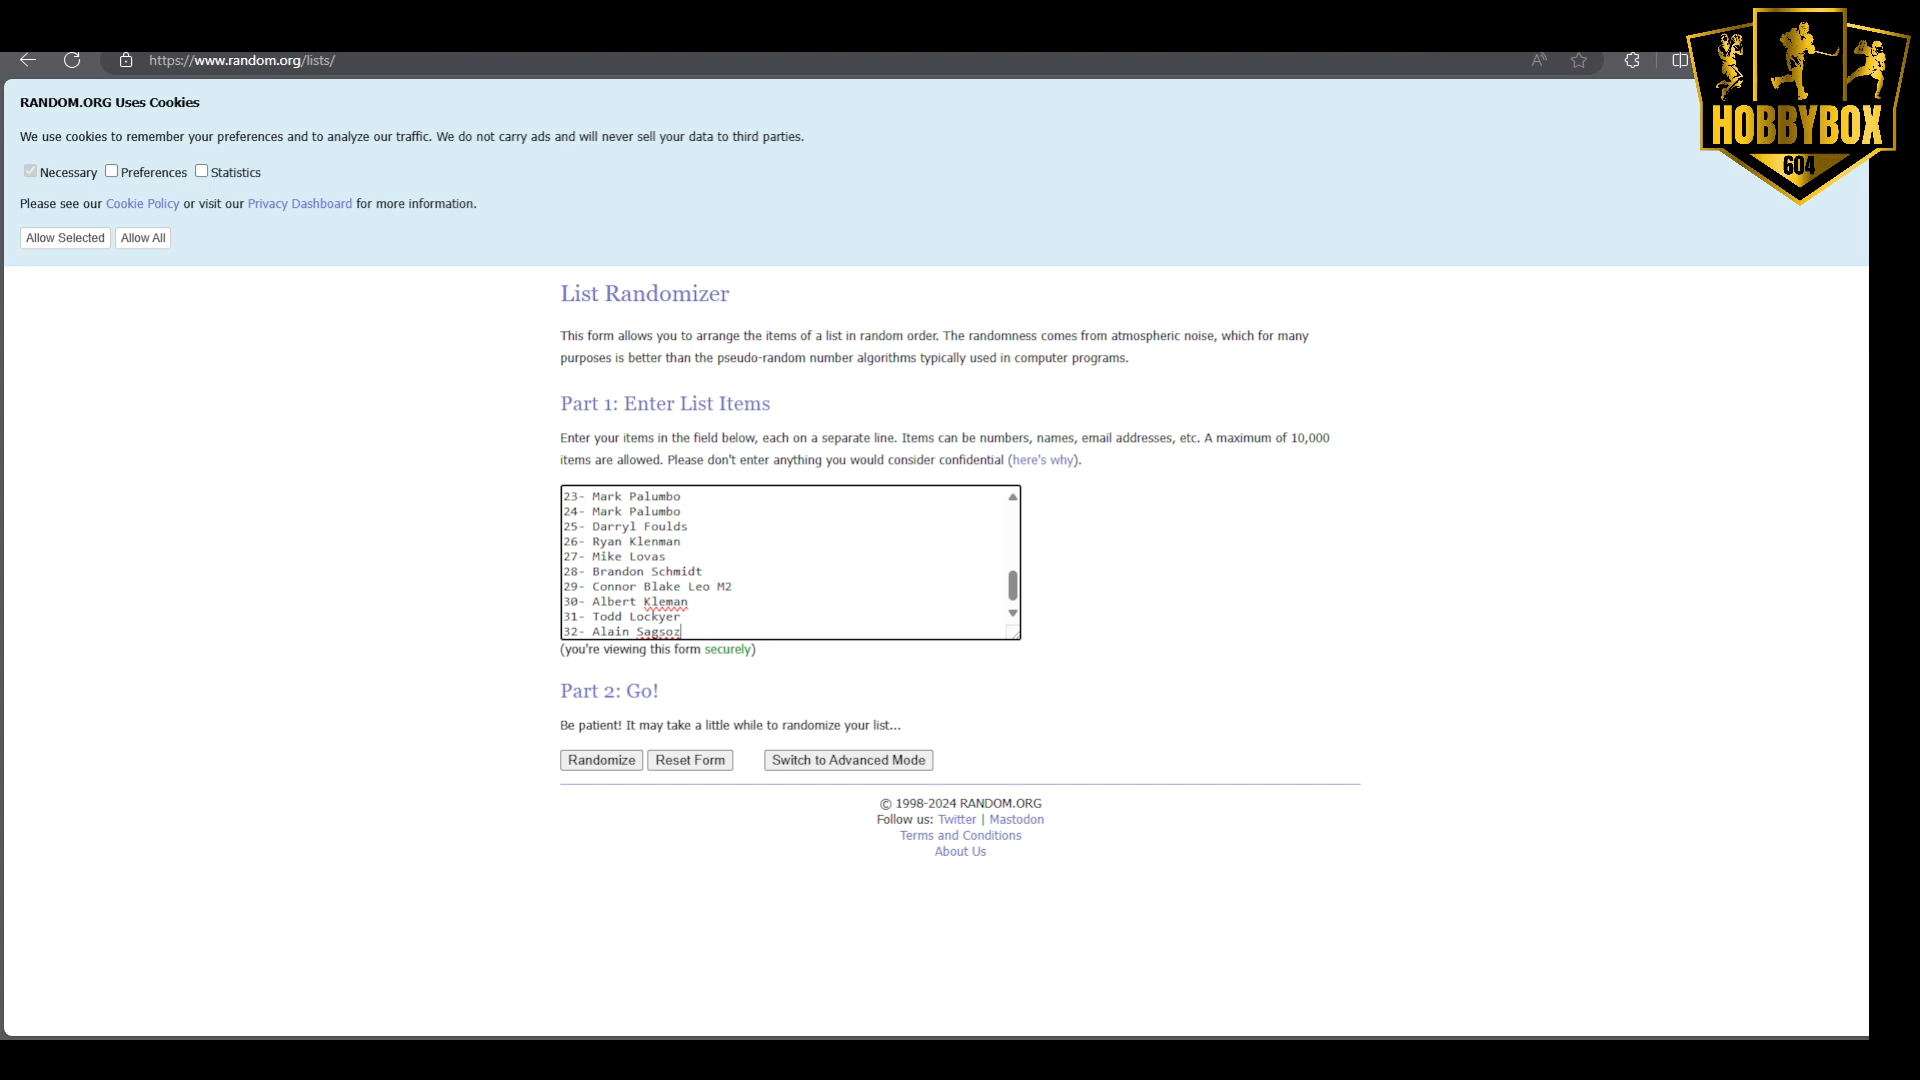 https://www.random.org/lists/
HOBBYBOX
604
RANDOM.ORG Uses Cookies
We use cookies to remember your preferences and to analyze our traffic. We do not carry ads and will never sell your data to third parties.
Necessary Preferences Statistics
Please see our Cookie Policy or visit our Privacy Dashboard for more information.
Allow Selected Allow All
List Randomizer
This form allows you to arrange the items of a list in random order. The randomness comes from atmospheric noise, which for many
purposes is better than the pseudo-random number algorithms typically used in computer programs.
Part 1: Enter List Items
Enter your items in the field below, each on a separate line. Items can be numbers, names, email addresses, etc. A maximum of 10,000
items are allowed. Please don't enter anything you would consider confidential (here's why).
23- Mark Palumbo
24- Mark Palumbo
25- Darryl Foulds
26- Ryan Klenman
27- Mike Lovas
28- Brandon Schmidt
29- Connor Blake Leo M2
30- Albert Kleman
31- Todd Lockyer
32- Alain Sagsoz
(you're viewing this form securely)
Part 2: Go!
Be patient! It may take a little while to randomize your list...
Randomize Reset Form Switch to Advanced Mode
© 1998-2024 RANDOM.ORG
Follow us: Twitter | Mastodon
Terms and Conditions
About Us